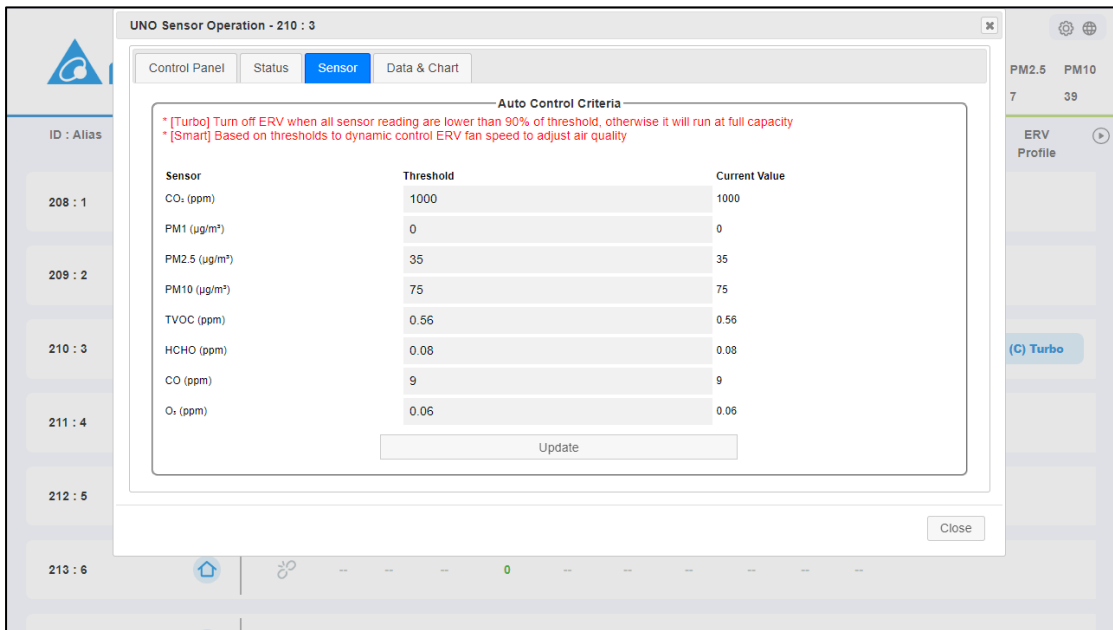 UNO Sensor Operation - 210 : 3
Control Panel Status Sensor Data & Chart
PM2.5 PM10
7 39
ID : Alias
ERV Profile
Auto Control Criteria
* [Turbo] Turn off ERV when all sensor reading are lower than 90% of threshold, otherwise it will run at full capacity
* [Smart] Based on thresholds to dynamic control ERV fan speed to adjust air quality
Sensor Threshold Current Value
CO₂ (ppm) 1000 1000
PM1 (µg/m³) 0 0
PM2.5 (µg/m³) 35 35
PM10 (µg/m³) 75 75
TVOC (ppm) 0.56 0.56
HCHO (ppm) 0.08 0.08
CO (ppm) 9 9
O₃ (ppm) 0.06 0.06
Update
Close
208 : 1
209 : 2
210 : 3 (C) Turbo
211 : 4
212 : 5
213 : 6 -- -- -- 0 -- -- -- -- -- --